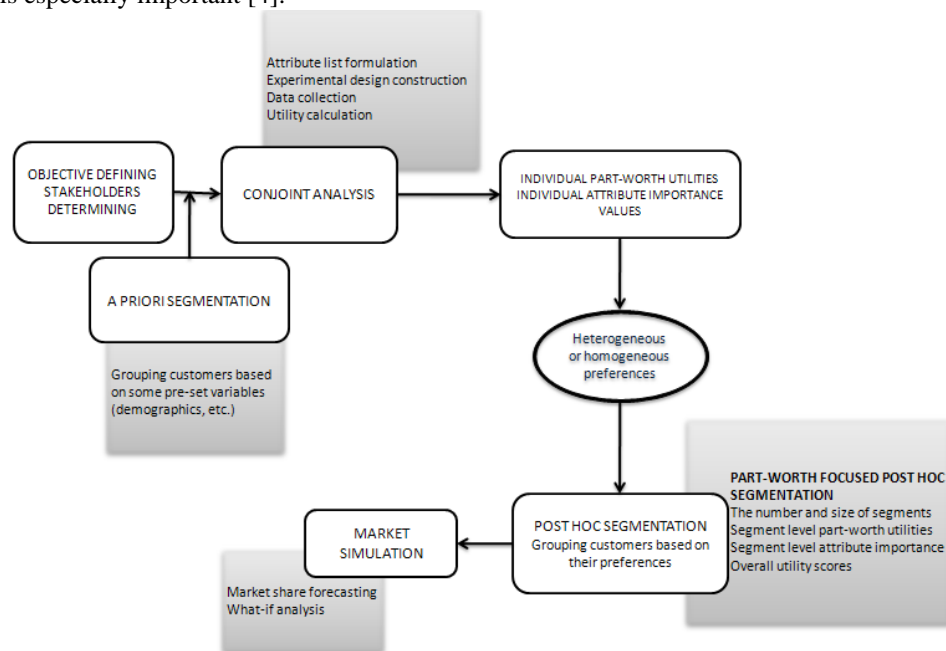 is especially important [4].
Attribute list formulation
Experimental design construction
Data collection
Utility calculation
OBJECTIVE DEFINING
STAKEHOLDERS
DETERMINING
CONJOINT ANALYSIS
INDIVIDUAL PART-WORTH UTILITIES
INDIVIDUAL ATTRIBUTE IMPORTANCE
VALUES
A PRIORI SEGMENTATION
Grouping customers based
on some pre-set variables
(demographics, etc.)
Heterogeneous
or homogeneous
preferences
PART-WORTH FOCUSED POST HOC
SEGMENTATION
The number and size of segments
Segment level part-worth utilities
Segment level attribute importance
Overall utility scores
POST HOC SEGMENTATION
Grouping customers based on
their preferences
MARKET
SIMULATION
Market share forecasting
What-if analysis